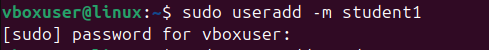 vboxuser@linux:~$ sudo useradd -m student1
[sudo] password for vboxuser: